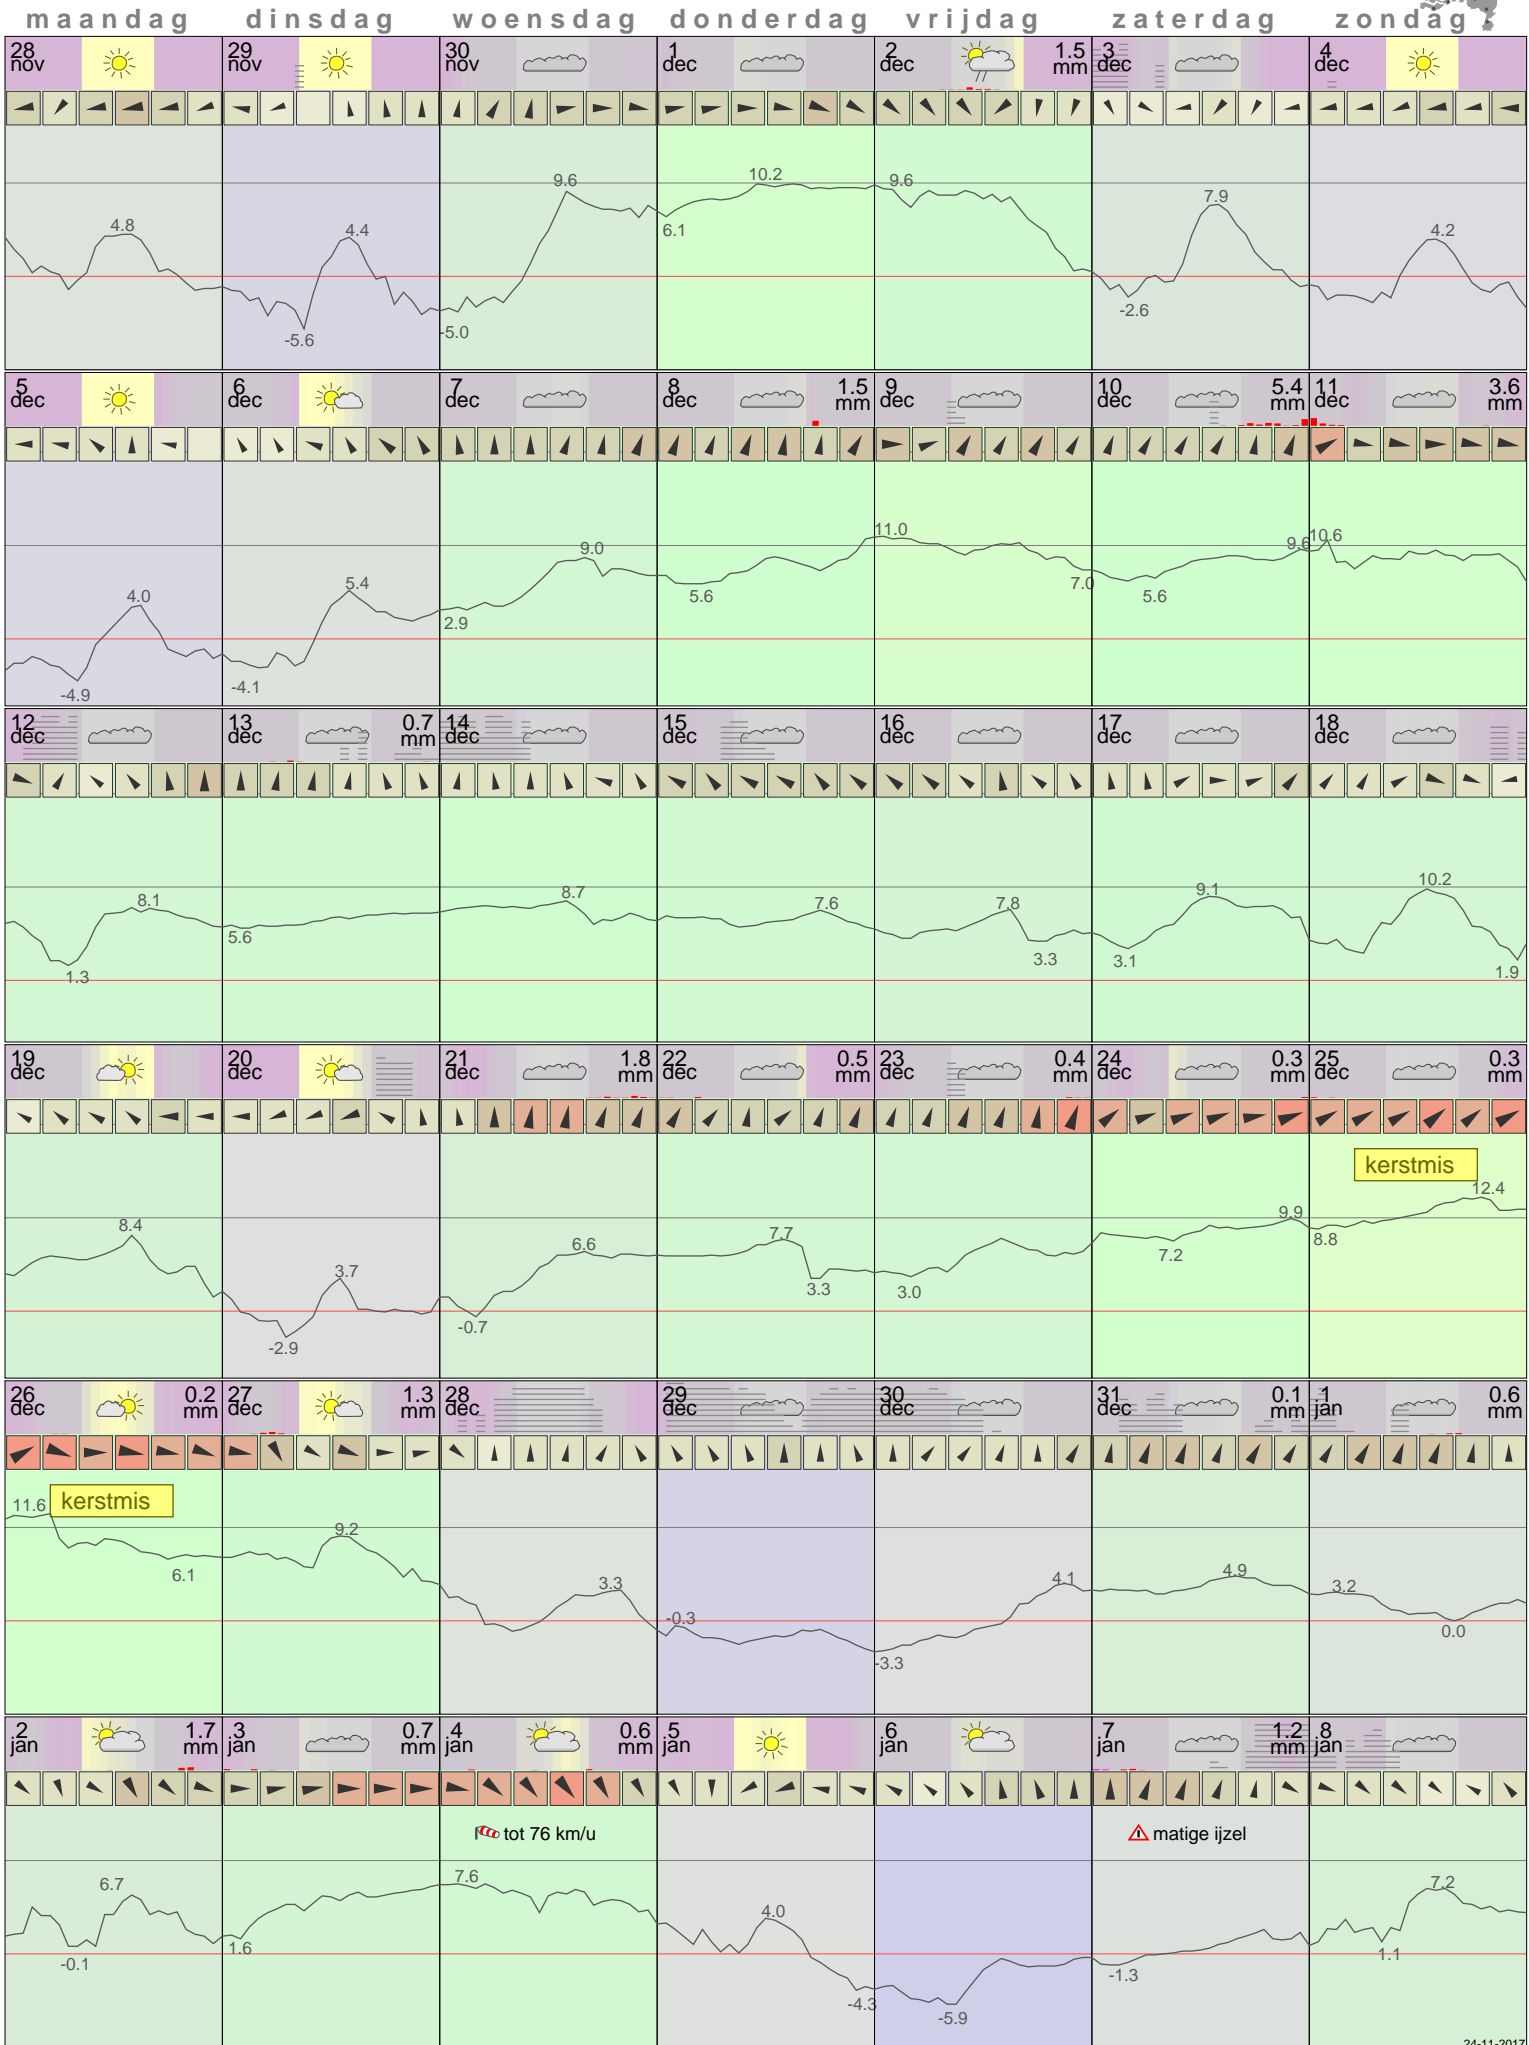 maandag dinsdag woensdag donderdag vrijdag zaterdag zondag
28 nov 29 nov 30 nov 1 dec 2 dec 1.5 mm 3 dec 4 dec
4.8 -5.6 4.4 -5.0 9.6 6.1 10.2 9.6 -2.6 7.9 4.2
5 dec 6 dec 7 dec 8 dec 1.5 mm 9 dec 10 dec 5.4 mm 11 dec 3.6 mm
-4.9 4.0 -4.1 5.4 2.9 9.0 5.6 11.0 7.0 5.6 9.6 10.6
12 dec 13 dec 0.7 mm 14 dec 15 dec 16 dec 17 dec 18 dec
1.3 8.1 5.6 8.7 7.6 7.8 3.3 3.1 9.1 10.2 1.9
19 dec 20 dec 21 dec 1.8 mm 22 dec 0.5 mm 23 dec 0.4 mm 24 dec 0.3 mm 25 dec 0.3 mm
kerstmis
8.4 -2.9 3.7 -0.7 6.6 7.7 3.3 3.0 7.2 9.9 8.8 12.4
26 dec 0.2 mm 27 dec 1.3 mm 28 dec 29 dec 30 dec 31 dec 0.1 mm 1 jan 0.6 mm
kerstmis
11.6 6.1 9.2 3.3 -0.3 -3.3 4.1 4.9 3.2 0.0
2 jan 1.7 mm 3 jan 0.7 mm 4 jan 0.6 mm 5 jan 6 jan 7 jan 1.2 mm 8 jan
tot 76 km/u matige ijzel
-0.1 6.7 1.6 7.6 4.0 -4.3 -5.9 -1.3 1.1 7.2
24-11-2017